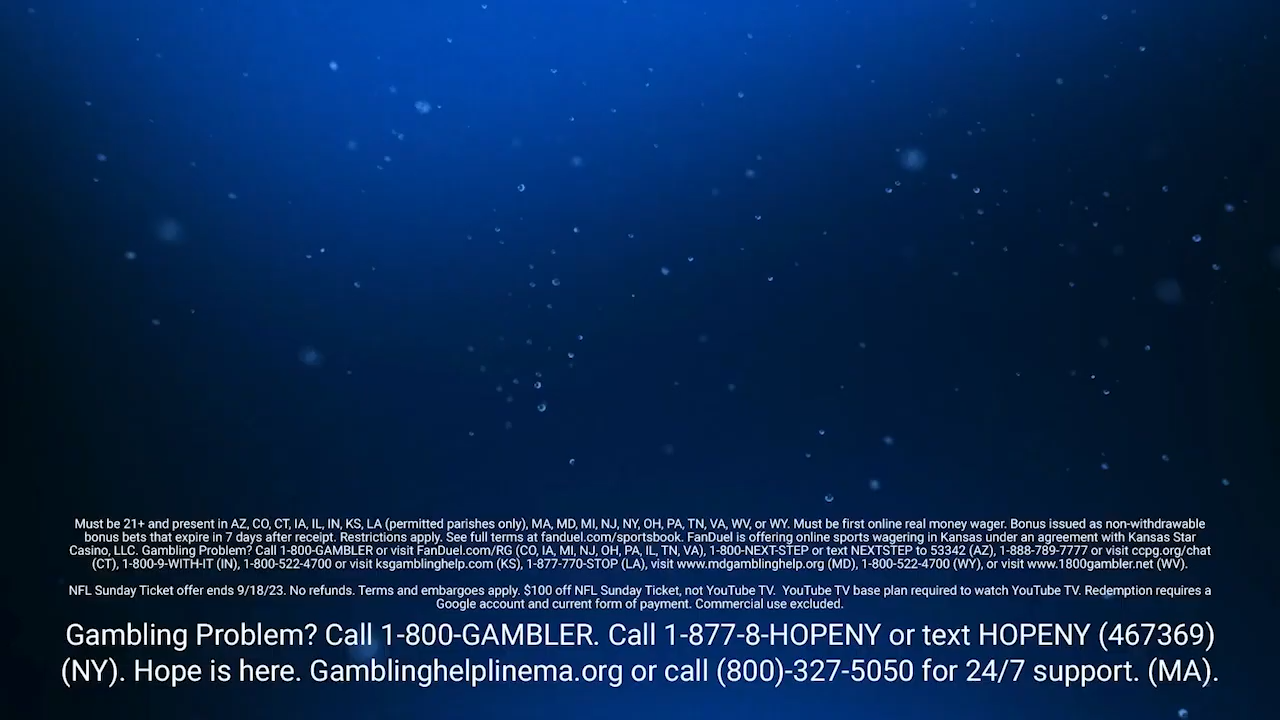 Must be 21+ and present in AZ, CO, CT, IA, IL, IN, KS, LA (permitted parishes only), MA, MD, MI, NJ, NY, OH, PA, TN, VA, WV, or WY. Must be first online real money wager. Bonus issued as non-withdrawable
bonus bets that expire in 7 days after receipt. Restrictions apply. See full terms at fanduel.com/sportsbook. FanDuel is offering online sports wagering in Kansas under an agreement with Kansas Star
Casino, LLC. Gambling Problem? Call 1-800-GAMBLER or visit FanDuel.com/RG (CO, IA, MI, NJ, OH, PA, IL, TN, VA), 1-800-NEXT-STEP or text NEXTSTEP to 53342 (AZ), 1-888-789-7777 or visit ccpg.org/chat
(CT), 1-800-9-WITH-IT (IN), 1-800-522-4700 or visit ksgamblinghelp.com (KS), 1-877-770-STOP (LA), visit www.mdgamblinghelp.org (MD), 1-800-522-4700 (WY), or visit www.1800gambler.net (WV).
NFL Sunday Ticket offer ends 9/18/23. No refunds. Terms and embargoes apply. $100 off NFL Sunday Ticket, not YouTube TV. YouTube TV base plan required to watch YouTube TV. Redemption requires a
Google account and current form of payment. Commercial use excluded.
Gambling Problem? Call 1-800-GAMBLER. Call 1-877-8-HOPENY or text HOPENY (467369)
(NY). Hope is here. Gamblinghelplinema.org or call (800)-327-5050 for 24/7 support. (MA).